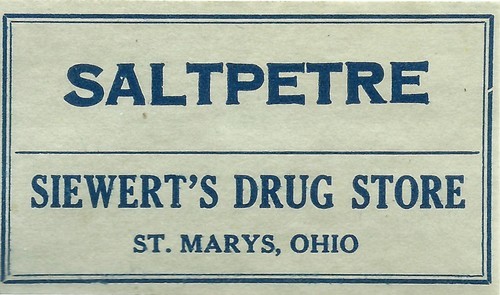 SALTPETRE
SIEWERT'S DRUG STORE
ST. MARYS, OHIO